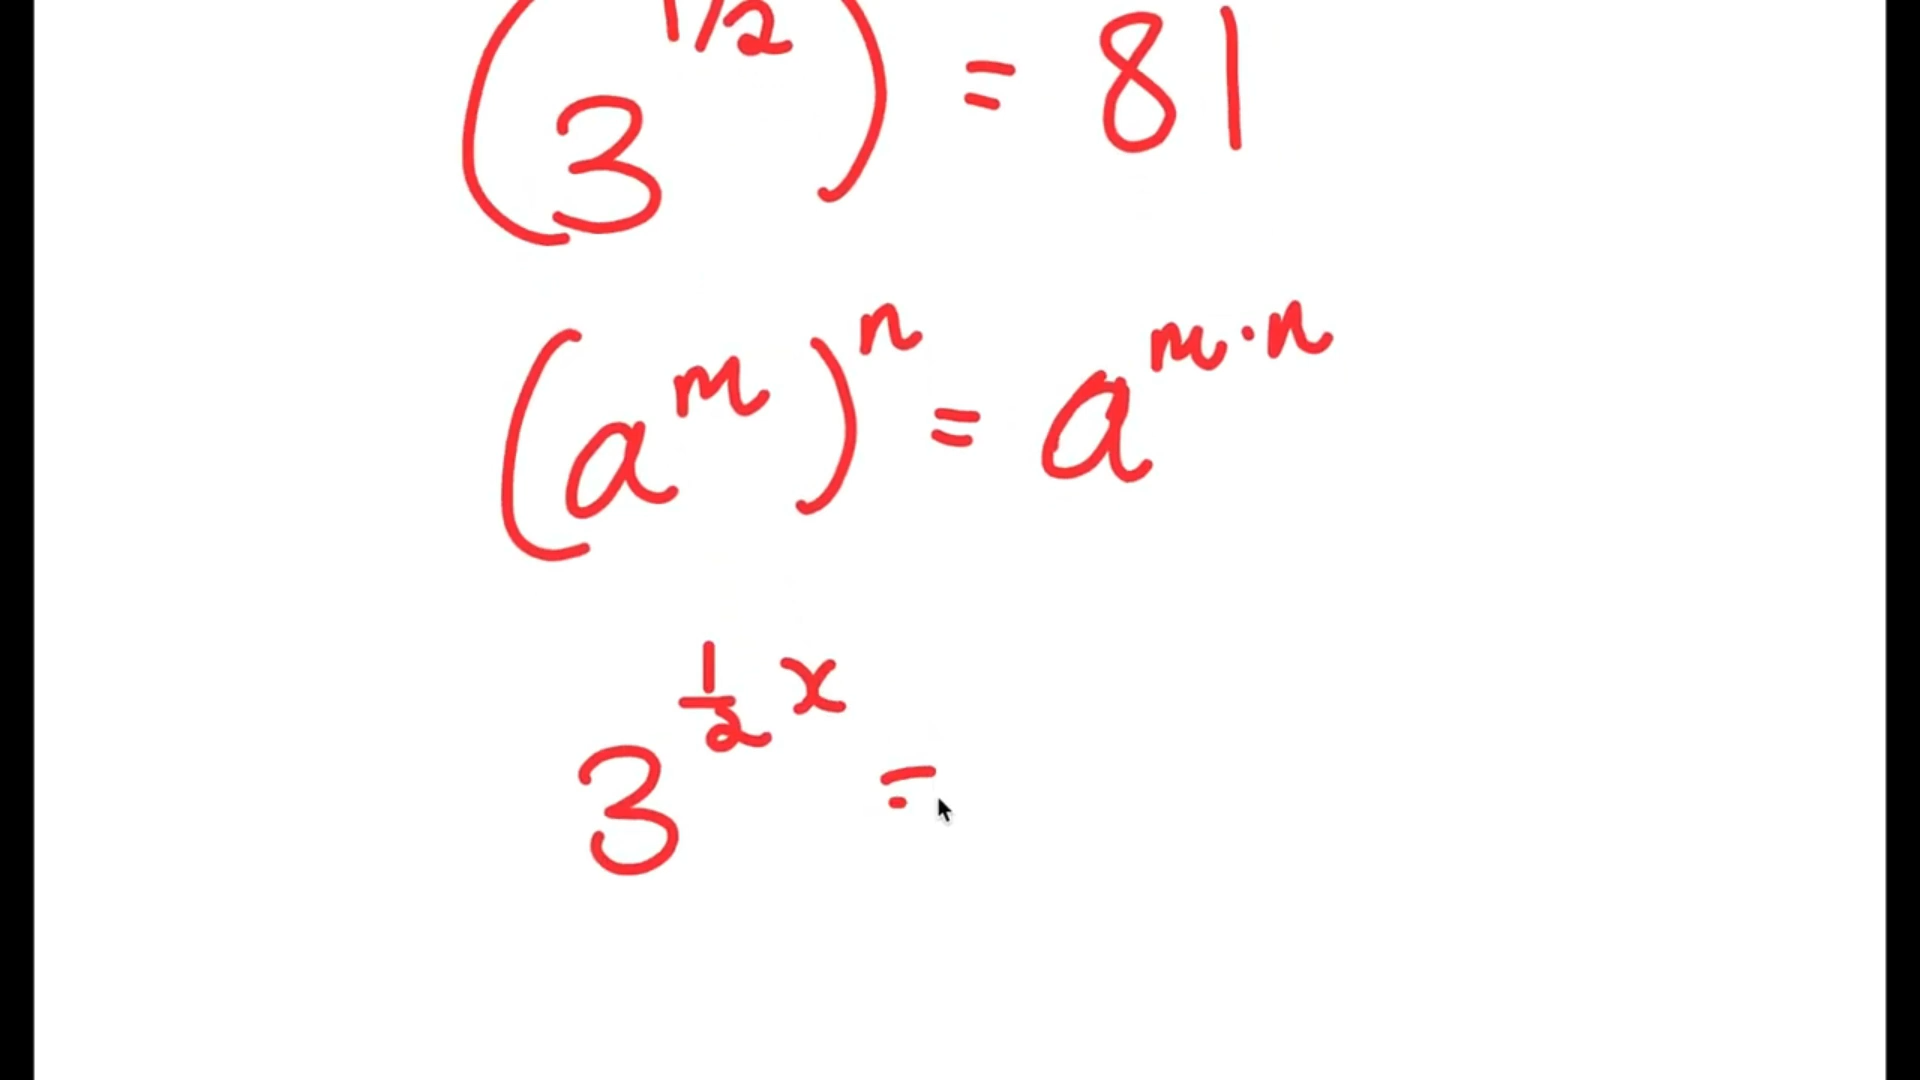 (3^1/2) = 81
(a^m)^n = a^m·n
3^1/2 x =